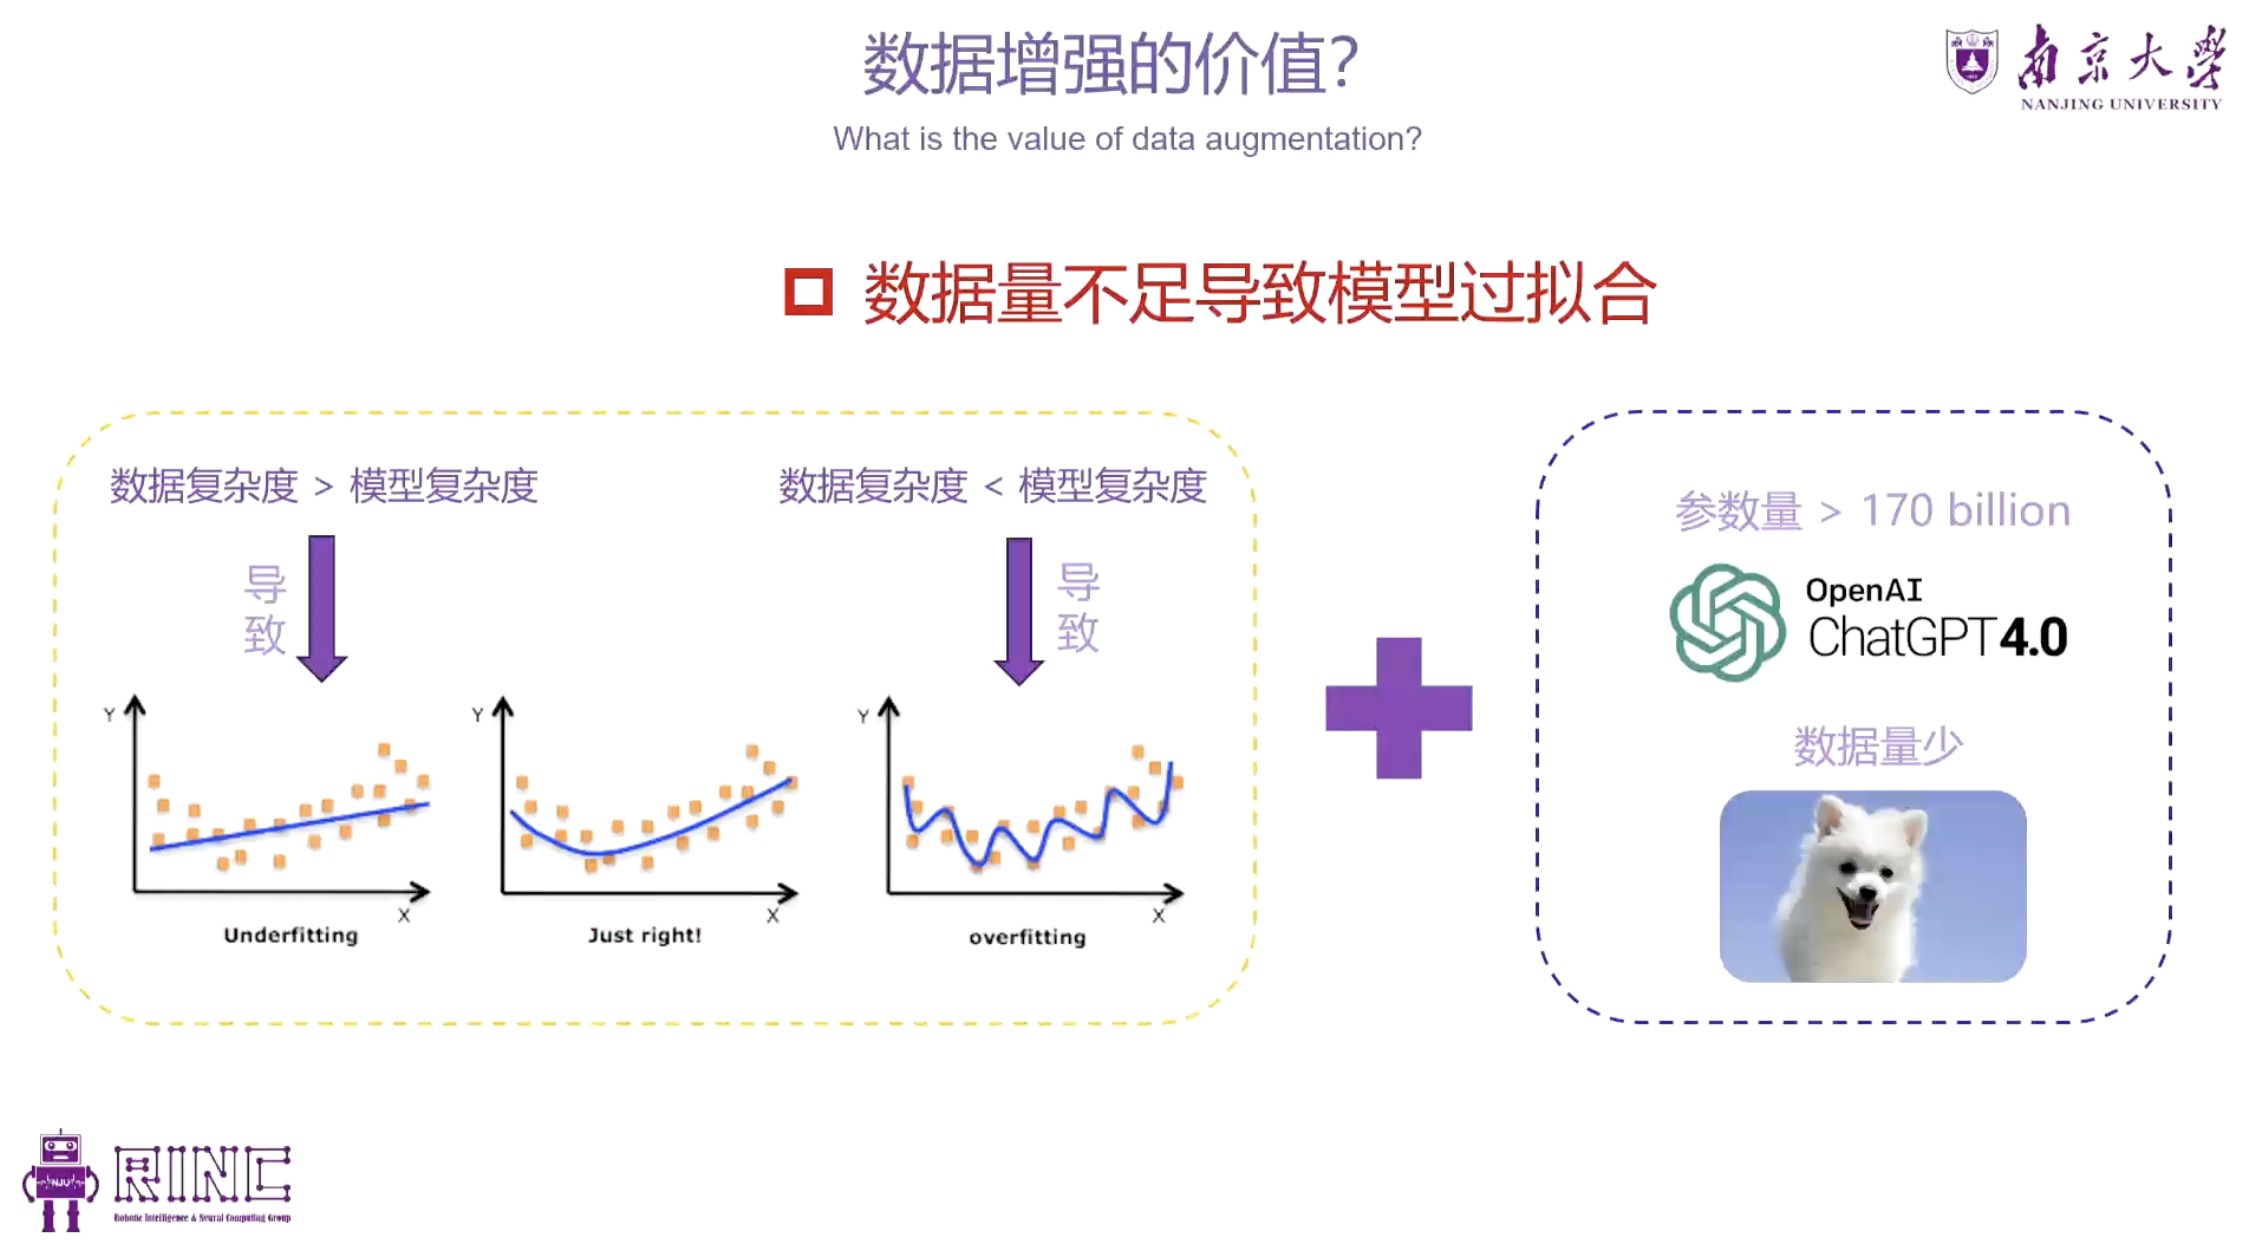 数据增强的价值?
What is the value of data augmentation?
南京大学
NANJING UNIVERSITY
数据量不足导致模型过拟合
数据复杂度 > 模型复杂度
导致
Y
X
Underfitting
Y
X
Just right!
数据复杂度 < 模型复杂度
导致
Y
X
overfitting
参数量 > 170 billion
OpenAI
ChatGPT 4.0
数据量少
NJU
RINC
Robotic Intelligence & Neural Computing Group